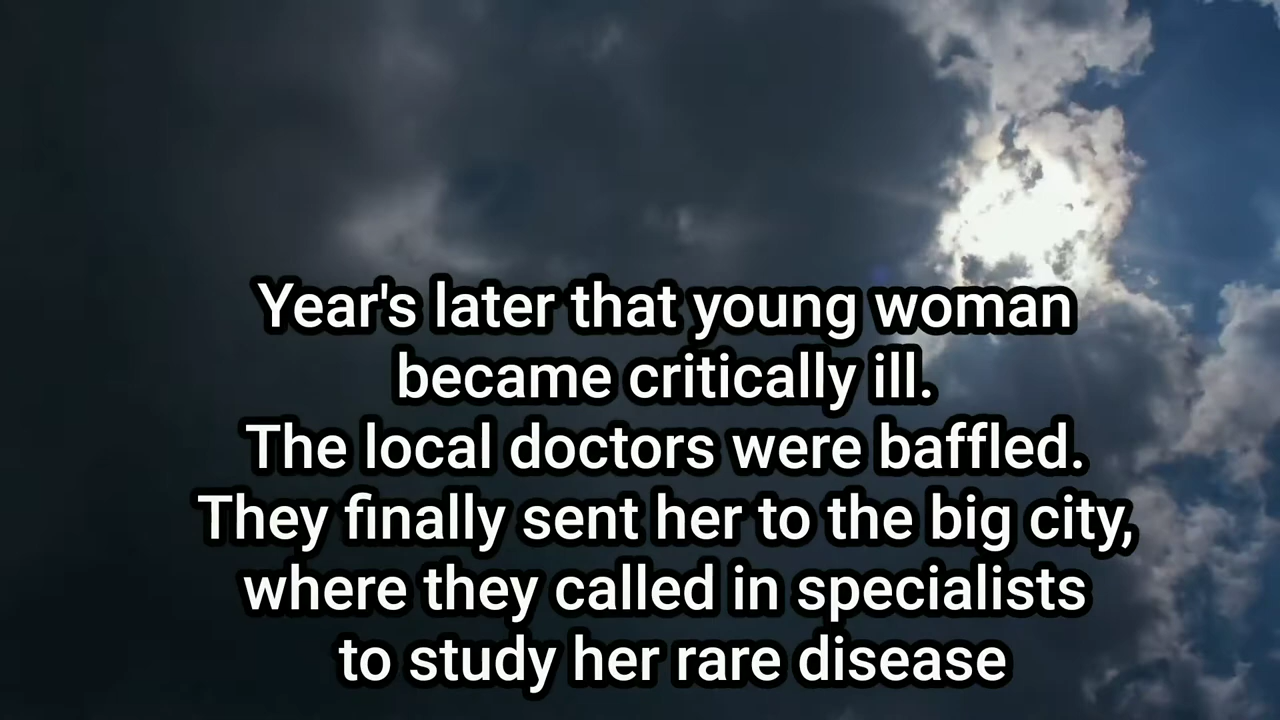 Year's later that young woman
became critically ill.
The local doctors were baffled.
They finally sent her to the big city,
where they called in specialists
to study her rare disease